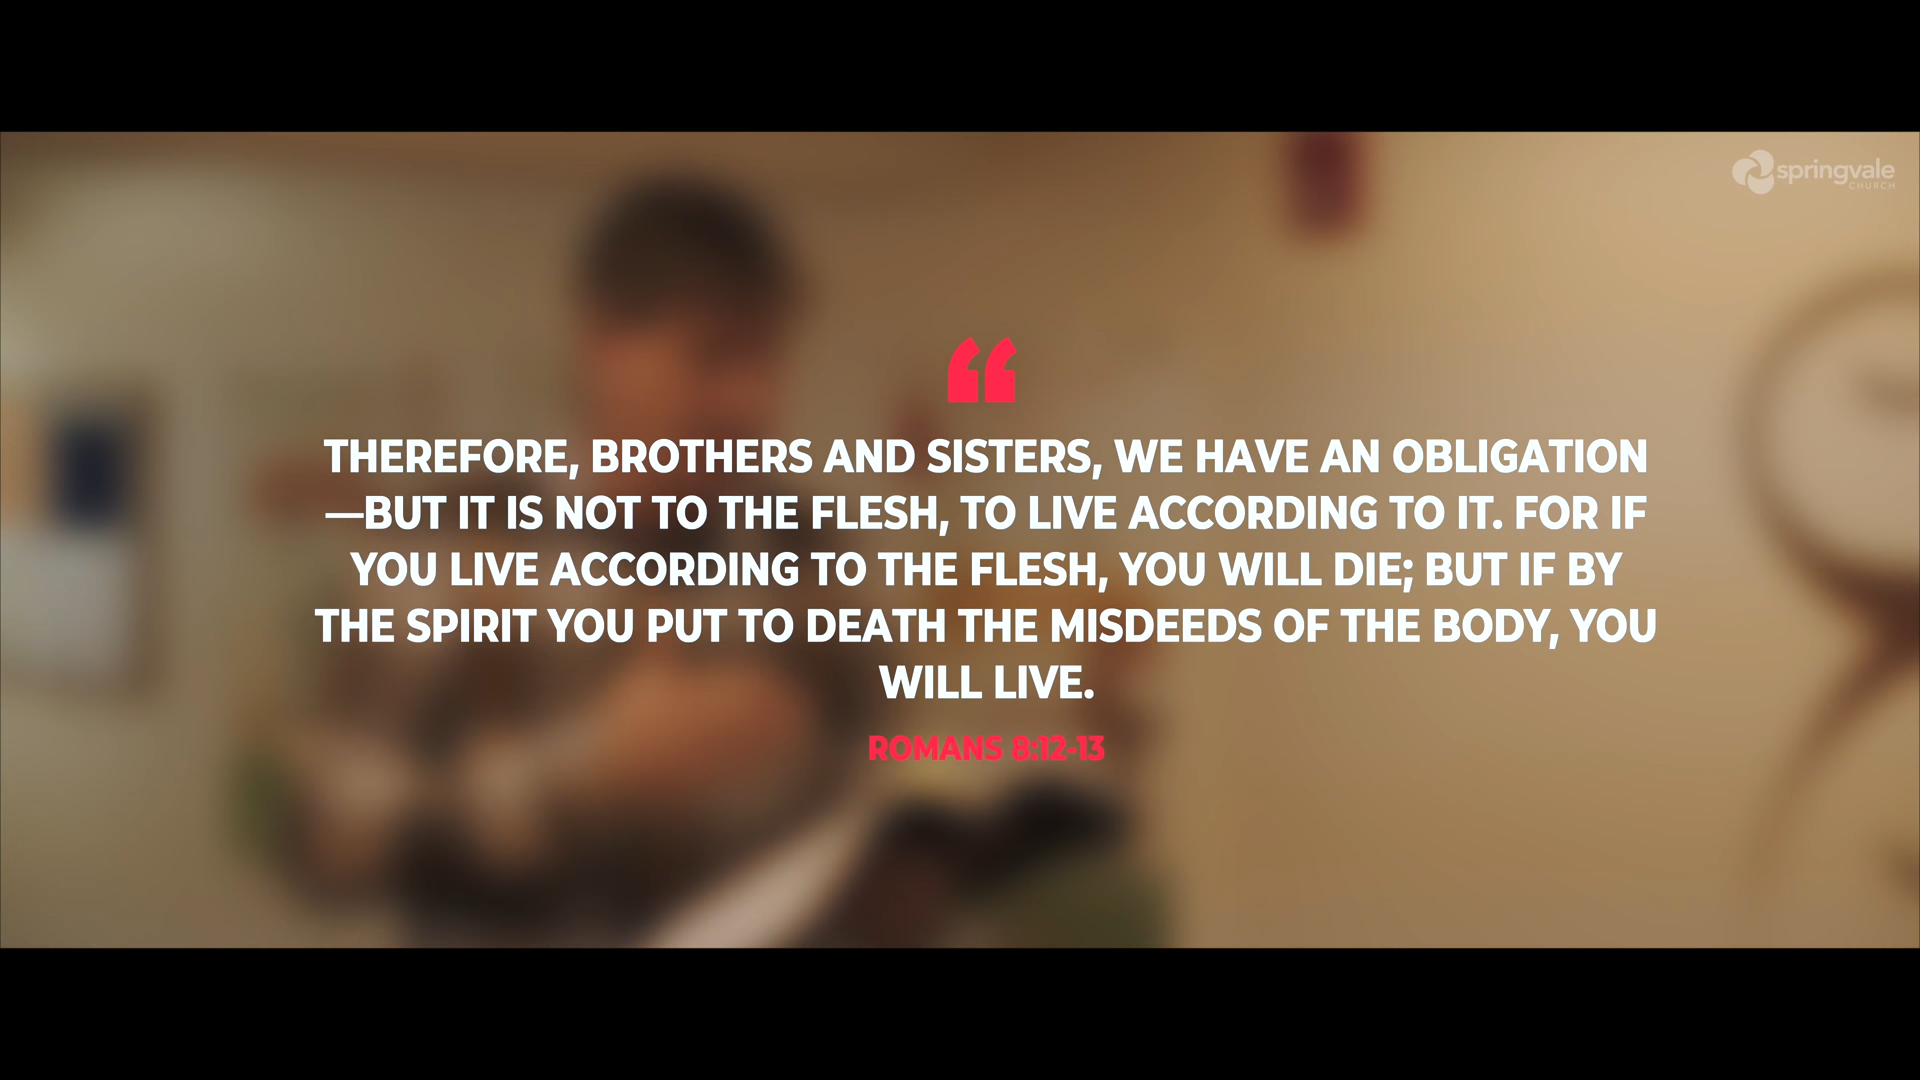 springvale
CHURCH
“
THEREFORE, BROTHERS AND SISTERS, WE HAVE AN OBLIGATION
—BUT IT IS NOT TO THE FLESH, TO LIVE ACCORDING TO IT. FOR IF
YOU LIVE ACCORDING TO THE FLESH, YOU WILL DIE; BUT IF BY
THE SPIRIT YOU PUT TO DEATH THE MISDEEDS OF THE BODY, YOU
WILL LIVE.
ROMANS 8:12-13